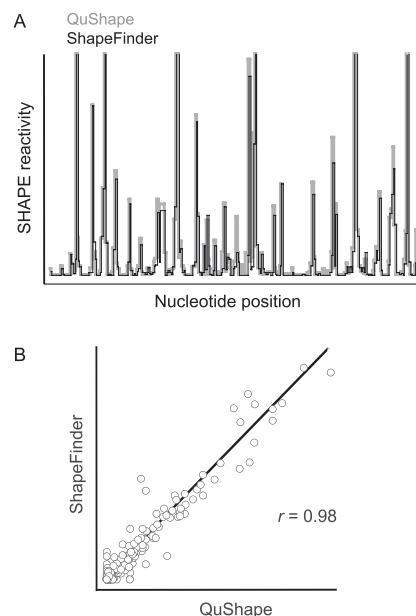 A
QuShape
ShapeFinder
SHAPE reactivity
Nucleotide position
B
ShapeFinder
r = 0.98
QuShape